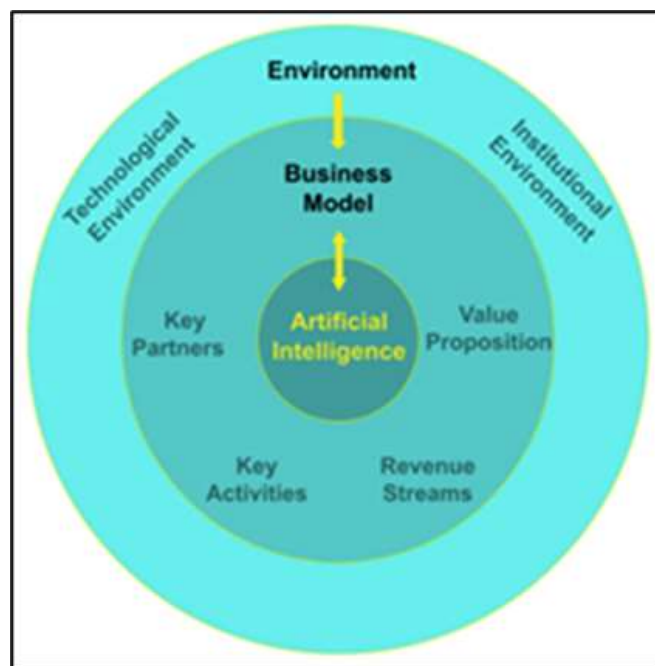 Environment
Technological
Environment
Institutional
Environment
Business
Model
Artificial
Intelligence
Key
Partners
Value
Proposition
Key
Activities
Revenue
Streams